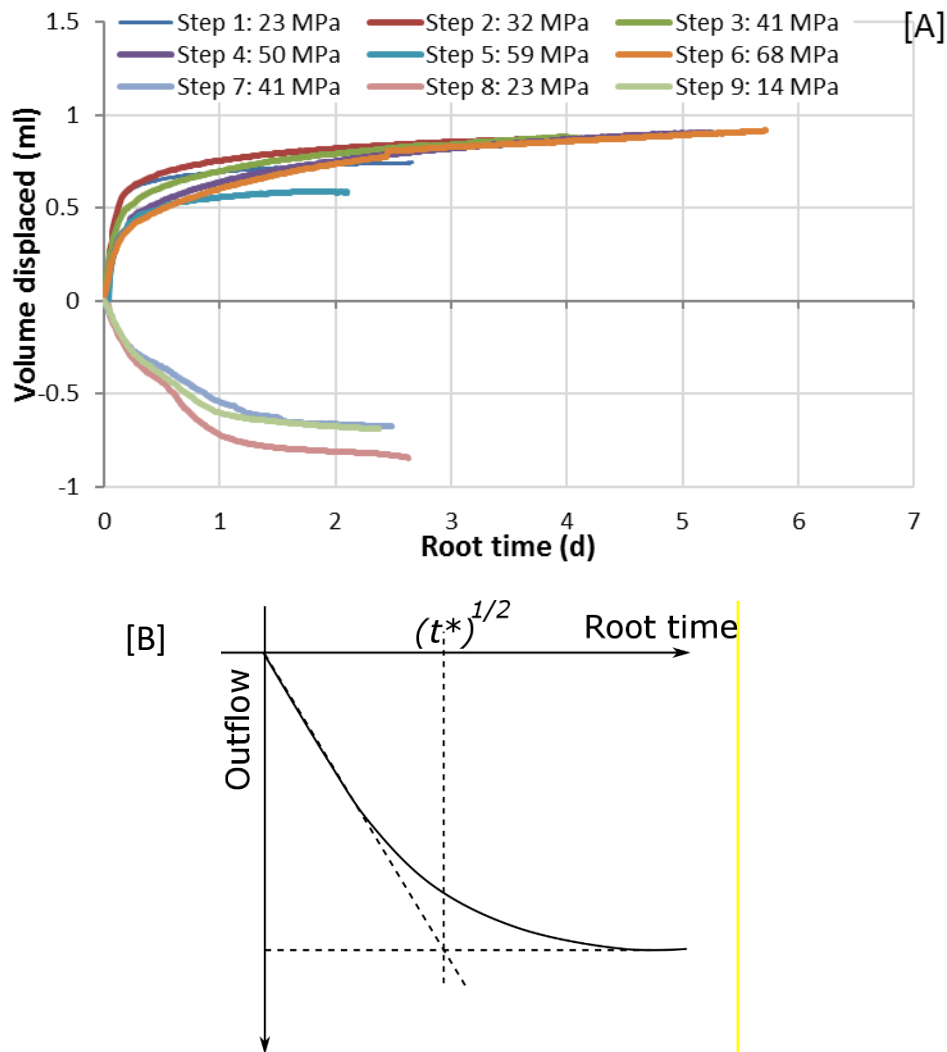 [A]
Step 1: 23 MPa Step 2: 32 MPa Step 3: 41 MPa
Step 4: 50 MPa Step 5: 59 MPa Step 6: 68 MPa
Step 7: 41 MPa Step 8: 23 MPa Step 9: 14 MPa
Volume displaced (ml)
1.5
1
0.5
0
-0.5
-1
0 1 2 3 4 5 6 7
Root time (d)
[B]
(t*)^1/2
Root time
Outflow